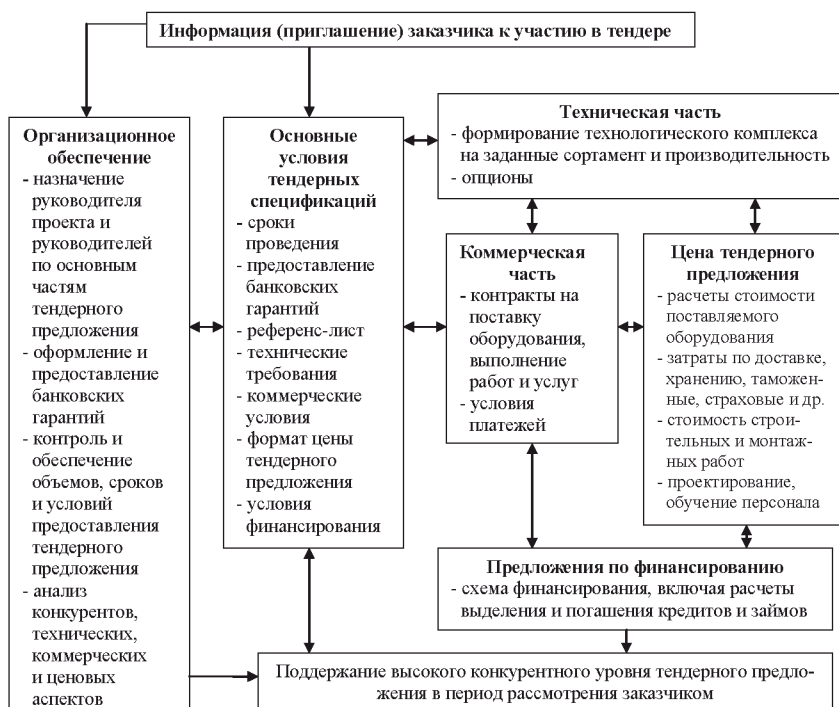 Информация (приглашение) заказчика к участию в тендере
Организационное
обеспечение
- назначение
руководителя
проекта и
руководителей
по основным
частям
тендерного
предложения
- оформление и
предоставление
банковских
гарантий
- контроль и
обеспечение
объемов, сроков
и условий
предоставления
тендерного
предложения
- анализ
конкурентов,
технических,
коммерческих
и ценовых
аспектов
Основные
условия
тендерных
спецификаций
- сроки
проведения
- предоставление
банковских
гарантий
- референс-лист
- технические
требования
- коммерческие
условия
- формат цены
тендерного
предложения
- условия
финансирования
Техническая часть
- формирование технологического комплекса
на заданные сортамент и производительность
- опционы
Коммерческая
часть
- контракты на
поставку
оборудования,
выполнение
работ и услуг
- условия
платежей
Цена тендерного
предложения
- расчеты стоимости
поставляемого
оборудования
- затраты по доставке,
хранению, таможен-
ные, страховые и др.
- стоимость строи-
тельных и монтаж-
ных работ
- проектирование,
обучение персонала
Предложения по финансированию
- схема финансирования, включая расчеты
выделения и погашения кредитов и займов
Поддержание высокого конкурентного уровня тендерного предло-
жения в период рассмотрения заказчиком